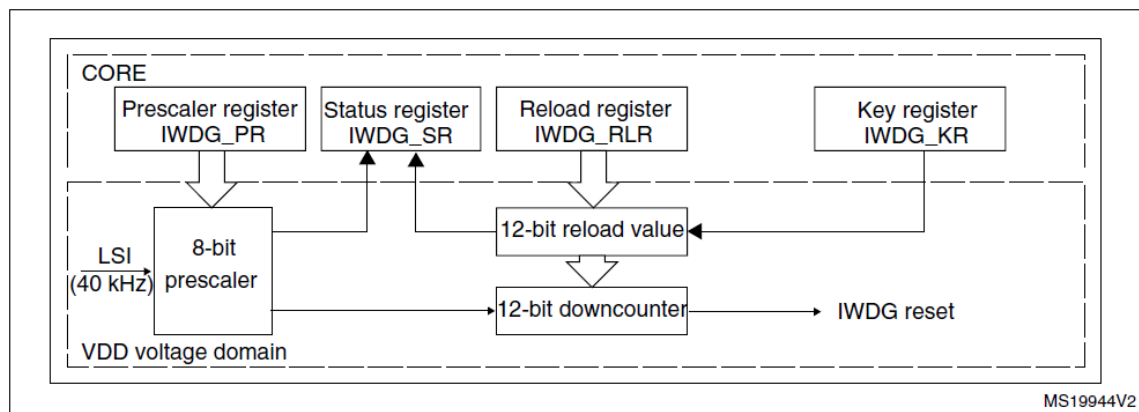 CORE
Prescaler register
IWDG_PR
Status register
IWDG_SR
Reload register
IWDG_RLR
Key register
IWDG_KR
LSI
(40 kHz)
8-bit
prescaler
12-bit reload value
12-bit downcounter
IWDG reset
VDD voltage domain
MS19944V2